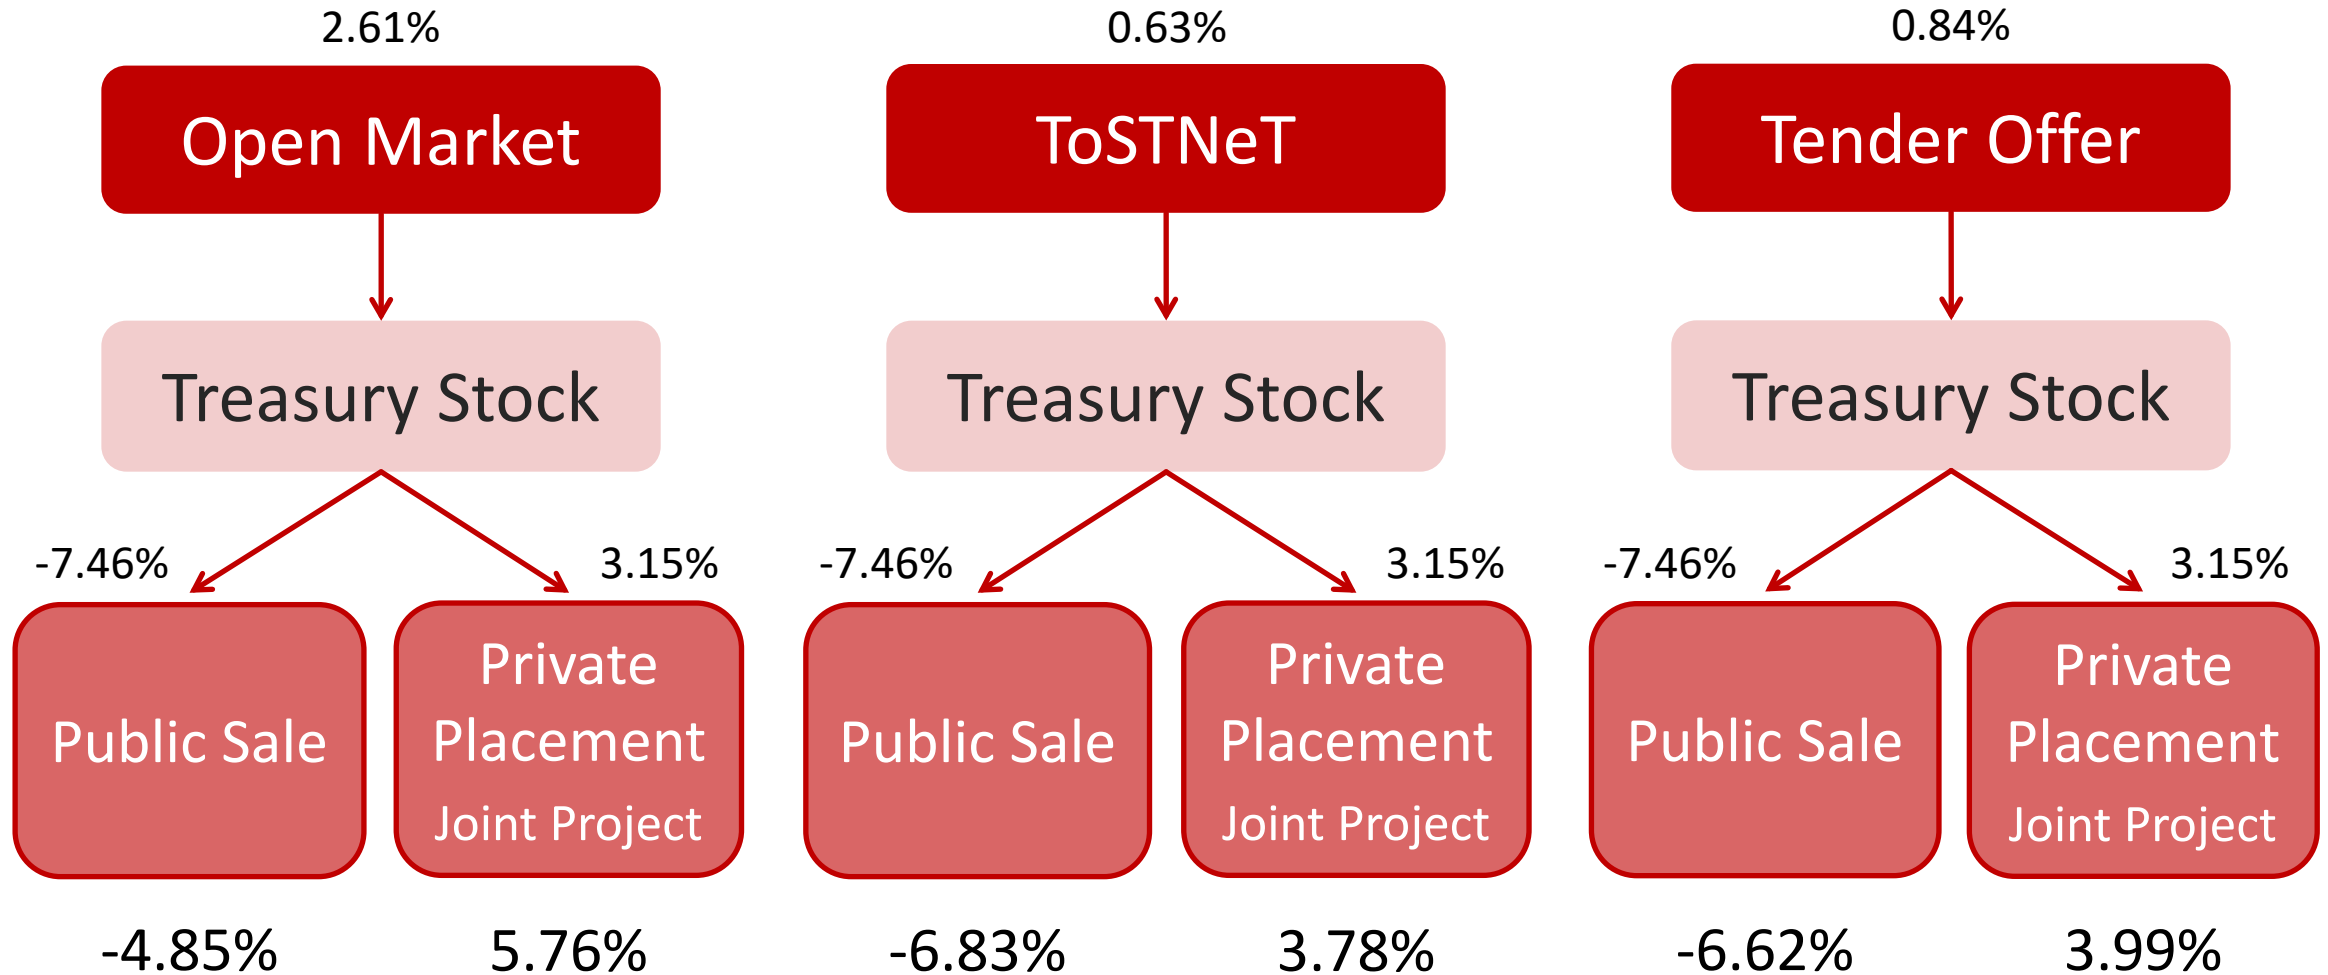 2.61%
0.63%
0.84%
Open Market
ToSTNeT
Tender Offer
Treasury Stock
Treasury Stock
Treasury Stock
-7.46%
3.15%
-7.46%
3.15%
-7.46%
3.15%
Public Sale
Private
Placement
Joint Project
Public Sale
Private
Placement
Joint Project
Public Sale
Private
Placement
Joint Project
-4.85%
5.76%
-6.83%
3.78%
-6.62%
3.99%